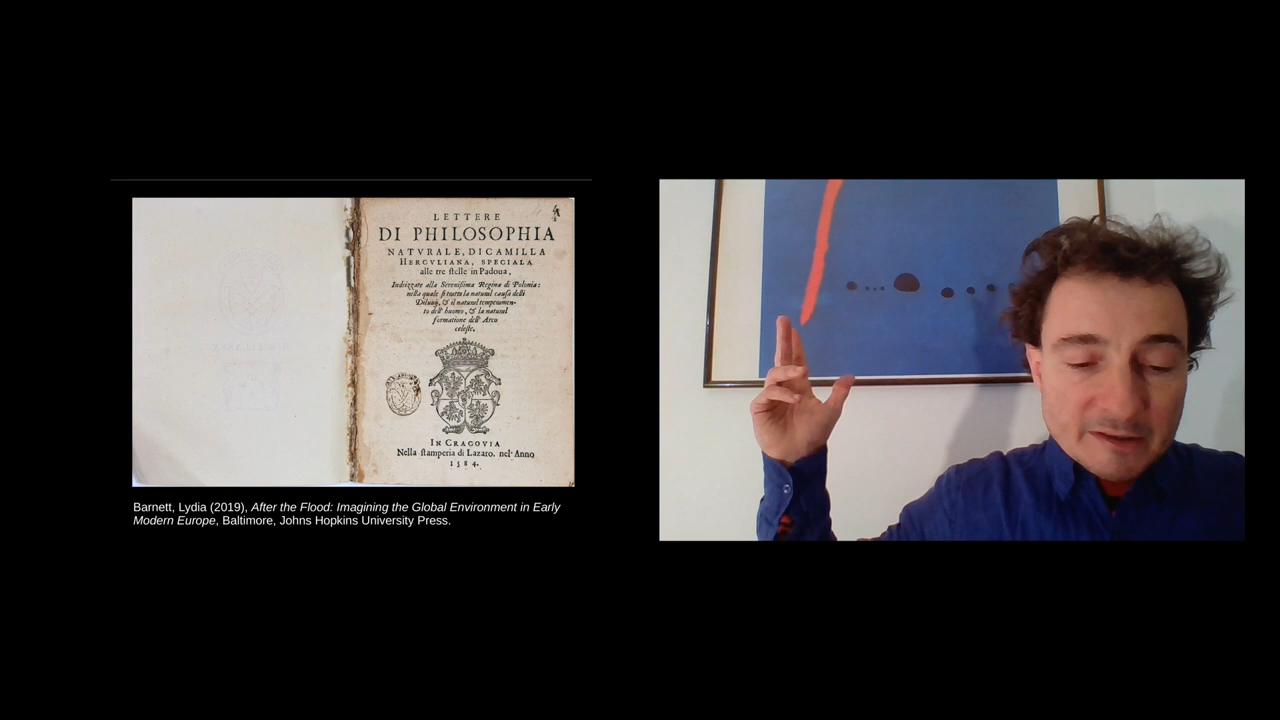 LETTERE
DI PHILOSOPHIA
NATVRALE, DI CAMILLA
HERCVLIANA, SPECIALA
alle tre stelle in Padoua,
Indrizzate alla Serenissima Regina di Polonia:
nella quale si tratta la natural causa delli
Diluuij, & il natural temperamen-
to dell' huomo, & la natural
formatione dell' Arco
celeste.
IN CRACOVIA
Nella stamperia di Lazaro, nel' Anno
1584.
Barnett, Lydia (2019), After the Flood: Imagining the Global Environment in Early
Modern Europe, Baltimore, Johns Hopkins University Press.